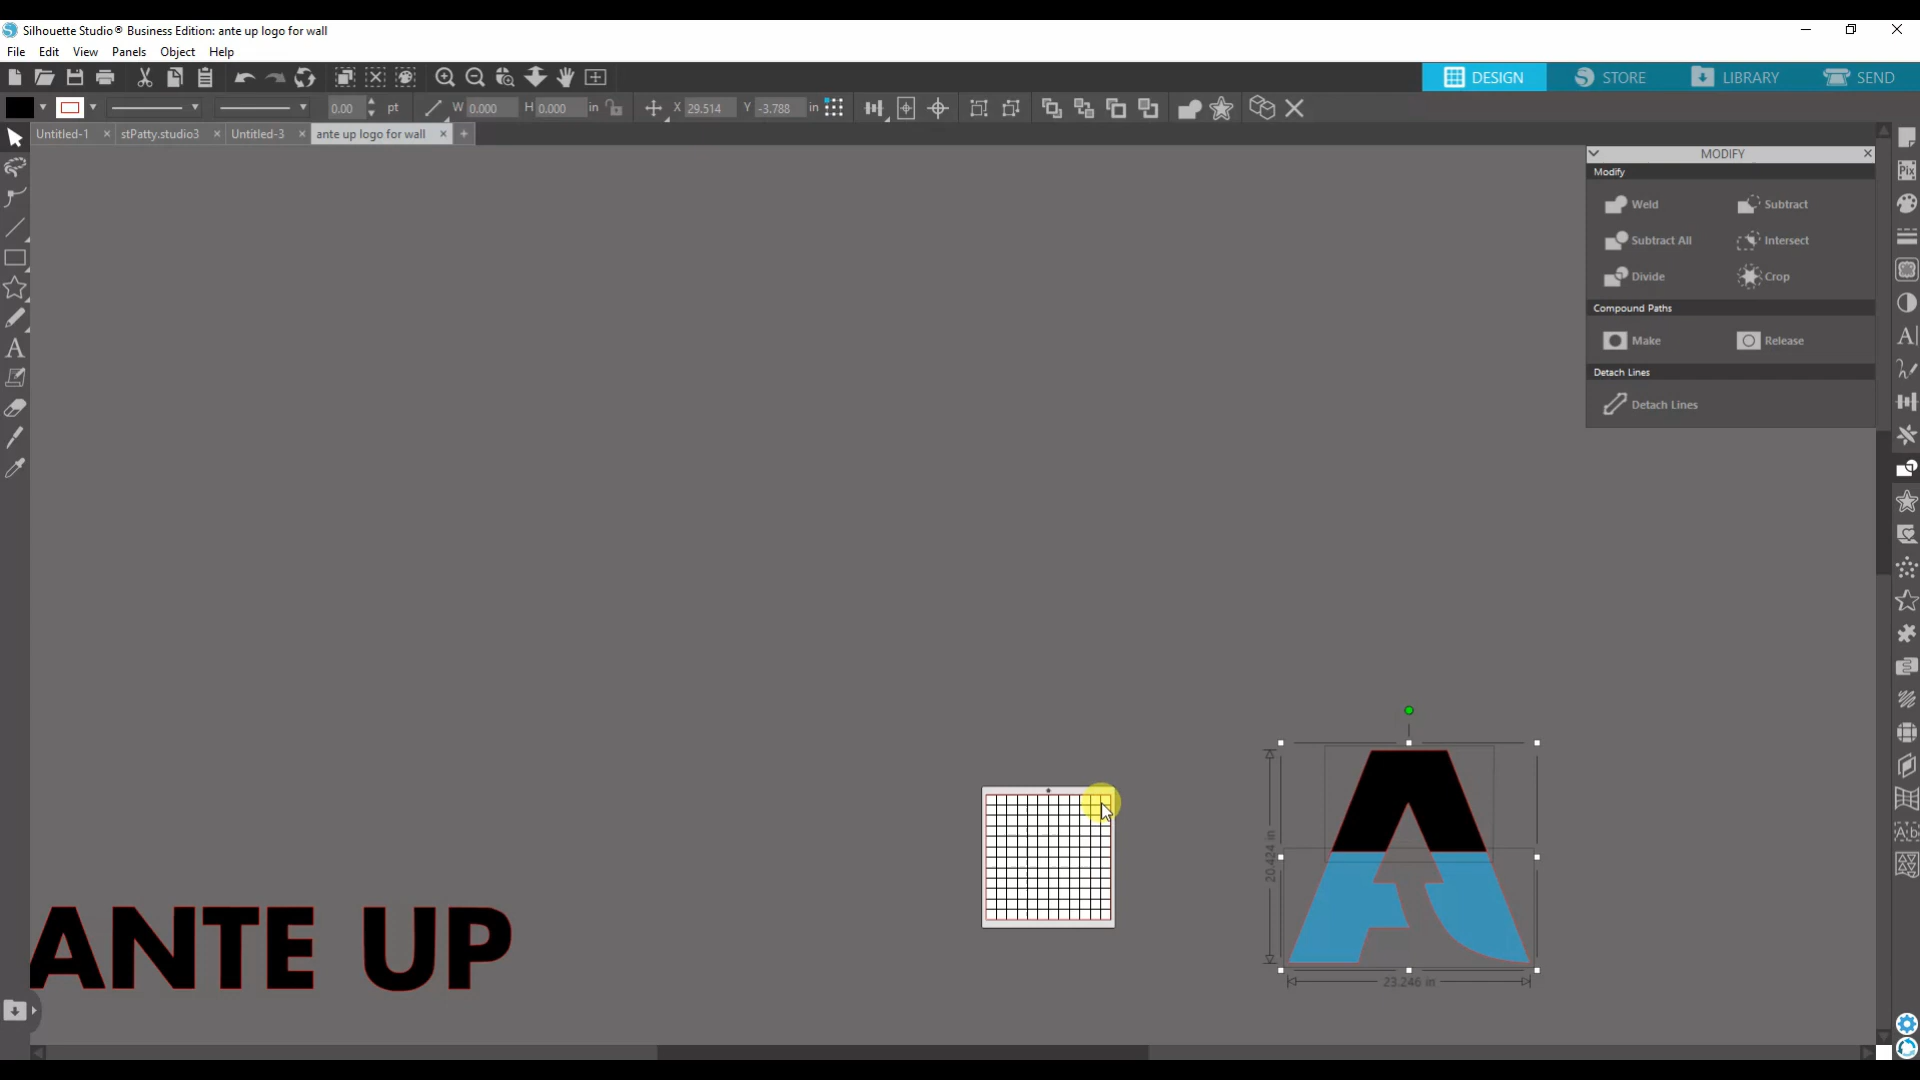 Silhouette Studio® Business Edition: ante up logo for wall
File Edit View Panels Object Help
DESIGN STORE LIBRARY SEND
0.00 pt W 0.000 H 0.000 in X 29.514 Y -3.788 in
Untitled-1 × stPatty.studio3 × Untitled-3 × ante up logo for wall × +
MODIFY
Modify
Weld Subtract
Subtract All Intersect
Divide Crop
Compound Paths
Make Release
Detach Lines
Detach Lines
Pix
20.424 in
23.246 in
ANTE UP